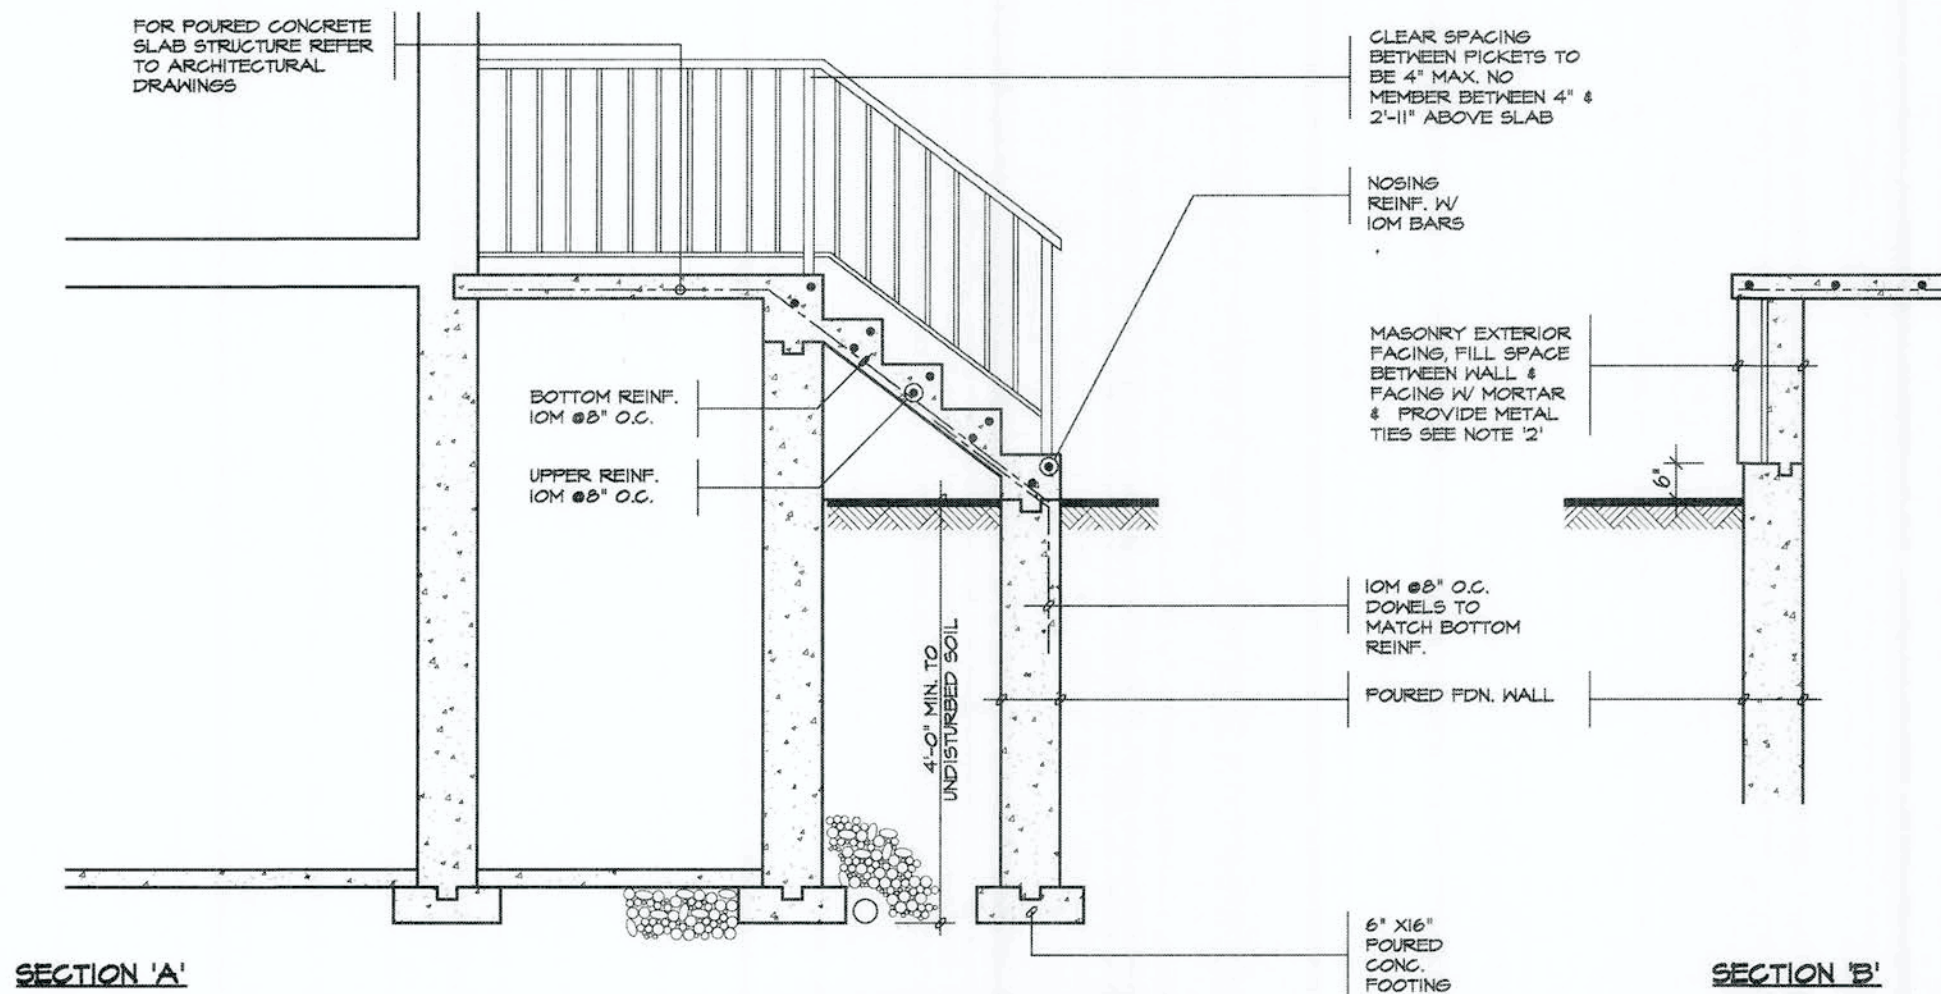 FOR POURED CONCRETE
SLAB STRUCTURE REFER
TO ARCHITECTURAL
DRAWINGS
CLEAR SPACING
BETWEEN PICKETS TO
BE 4" MAX. NO
MEMBER BETWEEN 4" &
2'-11" ABOVE SLAB
NOSING
REINF. W/
10M BARS
BOTTOM REINF.
10M @8" O.C.
UPPER REINF.
10M @8" O.C.
MASONRY EXTERIOR
FACING, FILL SPACE
BETWEEN WALL &
FACING W/ MORTAR
& PROVIDE METAL
TIES SEE NOTE '2'
6"
10M @8" O.C.
DOWELS TO
MATCH BOTTOM
REINF.
4'-0" MIN. TO
UNDISTURBED SOIL
POURED FDN. WALL
6" X16"
POURED
CONC.
FOOTING
SECTION 'A'
SECTION 'B'